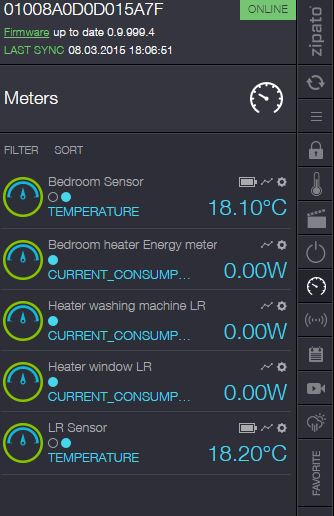 01008A0D0D015A7F
ONLINE
Firmware up to date 0.9.999.4
LAST SYNC 08.03.2015 18:06:51
zipato
Meters
FILTER SORT
Bedroom Sensor
TEMPERATURE 18.10°C
Bedroom heater Energy meter
CURRENT_CONSUMP... 0.00W
Heater washing machine LR
CURRENT_CONSUMP... 0.00W
Heater window LR
CURRENT_CONSUMP... 0.00W
LR Sensor
TEMPERATURE 18.20°C
FAVORITE